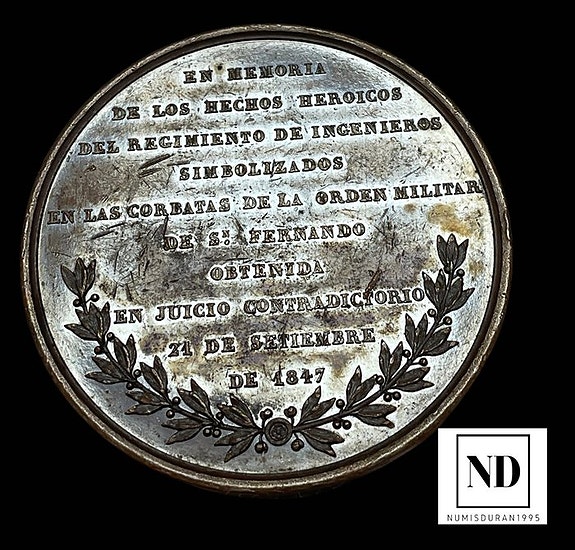 EN MEMORIA
DE LOS HECHOS HEROICOS
DEL REGIMIENTO DE INGENIEROS
SIMBOLIZADOS
EN LAS CORBATAS DE LA ORDEN MILITAR
DE Sⁿ. FERNANDO
OBTENIDA
EN JUICIO CONTRADICTORIO
21 DE SETIEMBRE
DE 1847
ND
NUMISDURAN1995